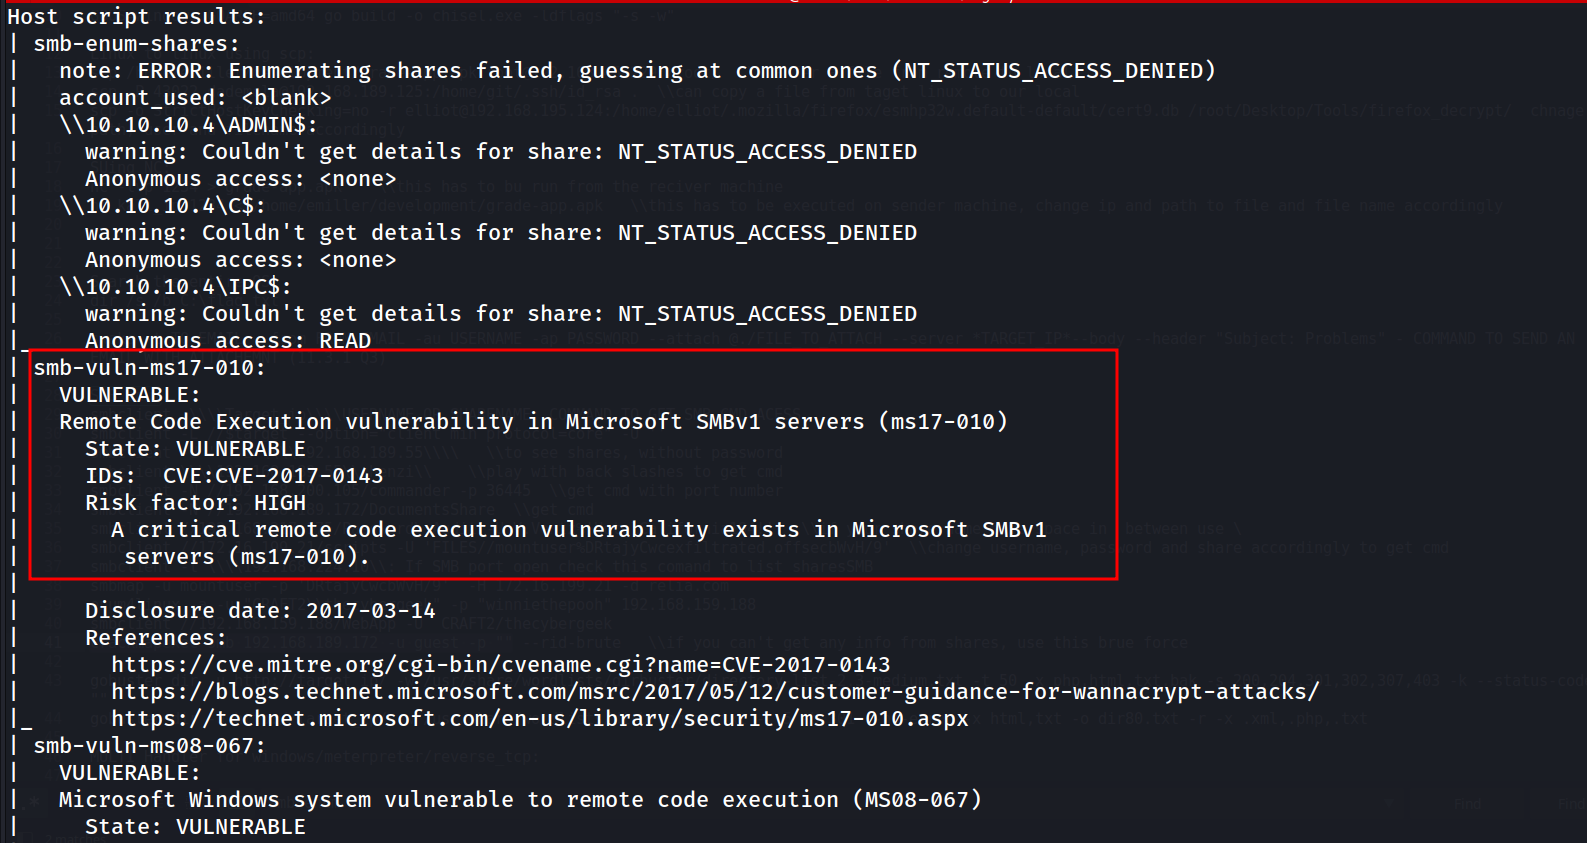 Host script results:
| smb-enum-shares:
|   note: ERROR: Enumerating shares failed, guessing at common ones (NT_STATUS_ACCESS_DENIED)
|   account_used: <blank>
|   \\10.10.10.4\ADMIN$:
|     warning: Couldn't get details for share: NT_STATUS_ACCESS_DENIED
|     Anonymous access: <none>
|   \\10.10.10.4\C$:
|     warning: Couldn't get details for share: NT_STATUS_ACCESS_DENIED
|     Anonymous access: <none>
|   \\10.10.10.4\IPC$:
|     warning: Couldn't get details for share: NT_STATUS_ACCESS_DENIED
|_    Anonymous access: READ
| smb-vuln-ms17-010:
|   VULNERABLE:
|   Remote Code Execution vulnerability in Microsoft SMBv1 servers (ms17-010)
|     State: VULNERABLE
|     IDs:  CVE:CVE-2017-0143
|     Risk factor: HIGH
|       A critical remote code execution vulnerability exists in Microsoft SMBv1
|        servers (ms17-010).
|
|     Disclosure date: 2017-03-14
|     References:
|       https://cve.mitre.org/cgi-bin/cvename.cgi?name=CVE-2017-0143
|       https://blogs.technet.microsoft.com/msrc/2017/05/12/customer-guidance-for-wannacrypt-attacks/
|_      https://technet.microsoft.com/en-us/library/security/ms17-010.aspx
| smb-vuln-ms08-067:
|   VULNERABLE:
|   Microsoft Windows system vulnerable to remote code execution (MS08-067)
|     State: VULNERABLE